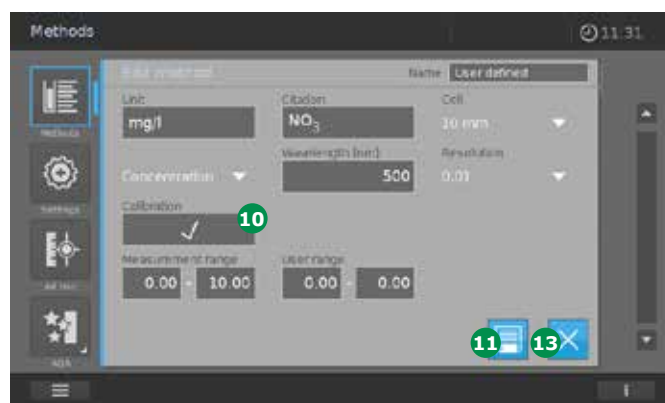 Methods 11:31
Edit method Name User defined
Unit Citation Cell
mg/l NO3 10 mm
Wavelength [nm] Resolution
Concentration 500 0.01
Calibration
10
Measurement range User range
0.00 - 10.00 0.00 - 0.00
Methods
Settings
AQA
11 13